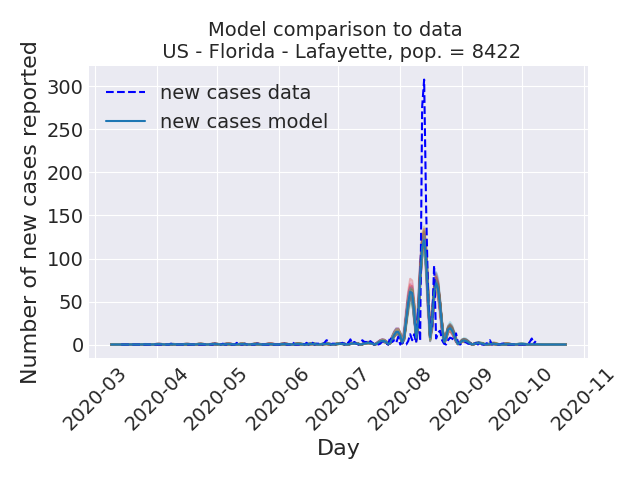 Model comparison to data
US - Florida - Lafayette, pop. = 8422
Number of new cases reported
300
250
200
150
100
50
0
new cases data
new cases model
2020-03
2020-04
2020-05
2020-06
2020-07
2020-08
2020-09
2020-10
2020-11
Day